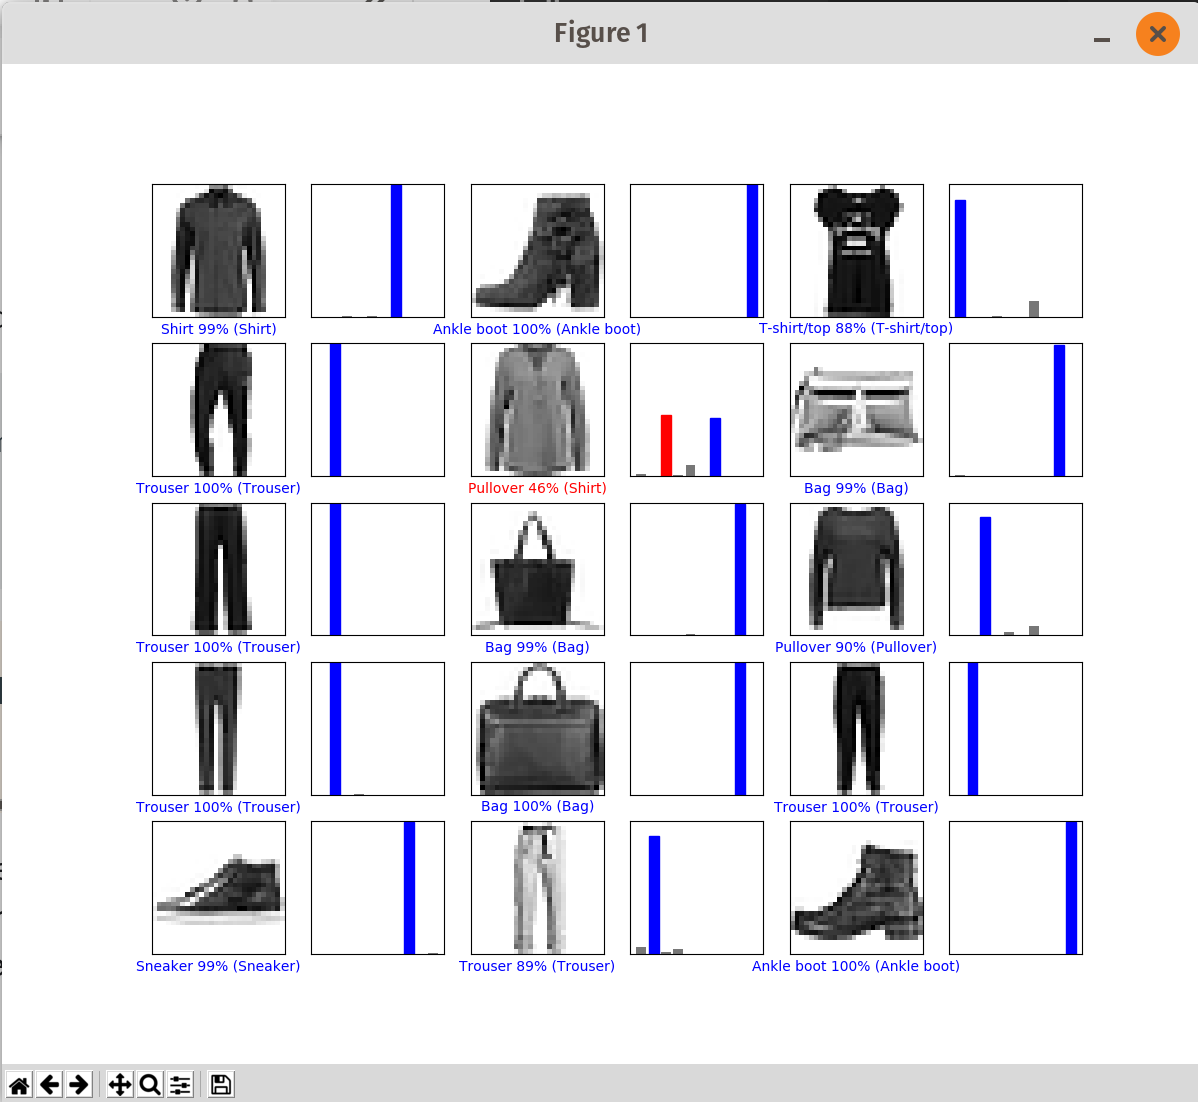 Figure 1
Shirt 99% (Shirt)
Ankle boot 100% (Ankle boot)
T-shirt/top 88% (T-shirt/top)
Trouser 100% (Trouser)
Pullover 46% (Shirt)
Bag 99% (Bag)
Trouser 100% (Trouser)
Bag 99% (Bag)
Pullover 90% (Pullover)
Trouser 100% (Trouser)
Bag 100% (Bag)
Trouser 100% (Trouser)
Sneaker 99% (Sneaker)
Trouser 89% (Trouser)
Ankle boot 100% (Ankle boot)